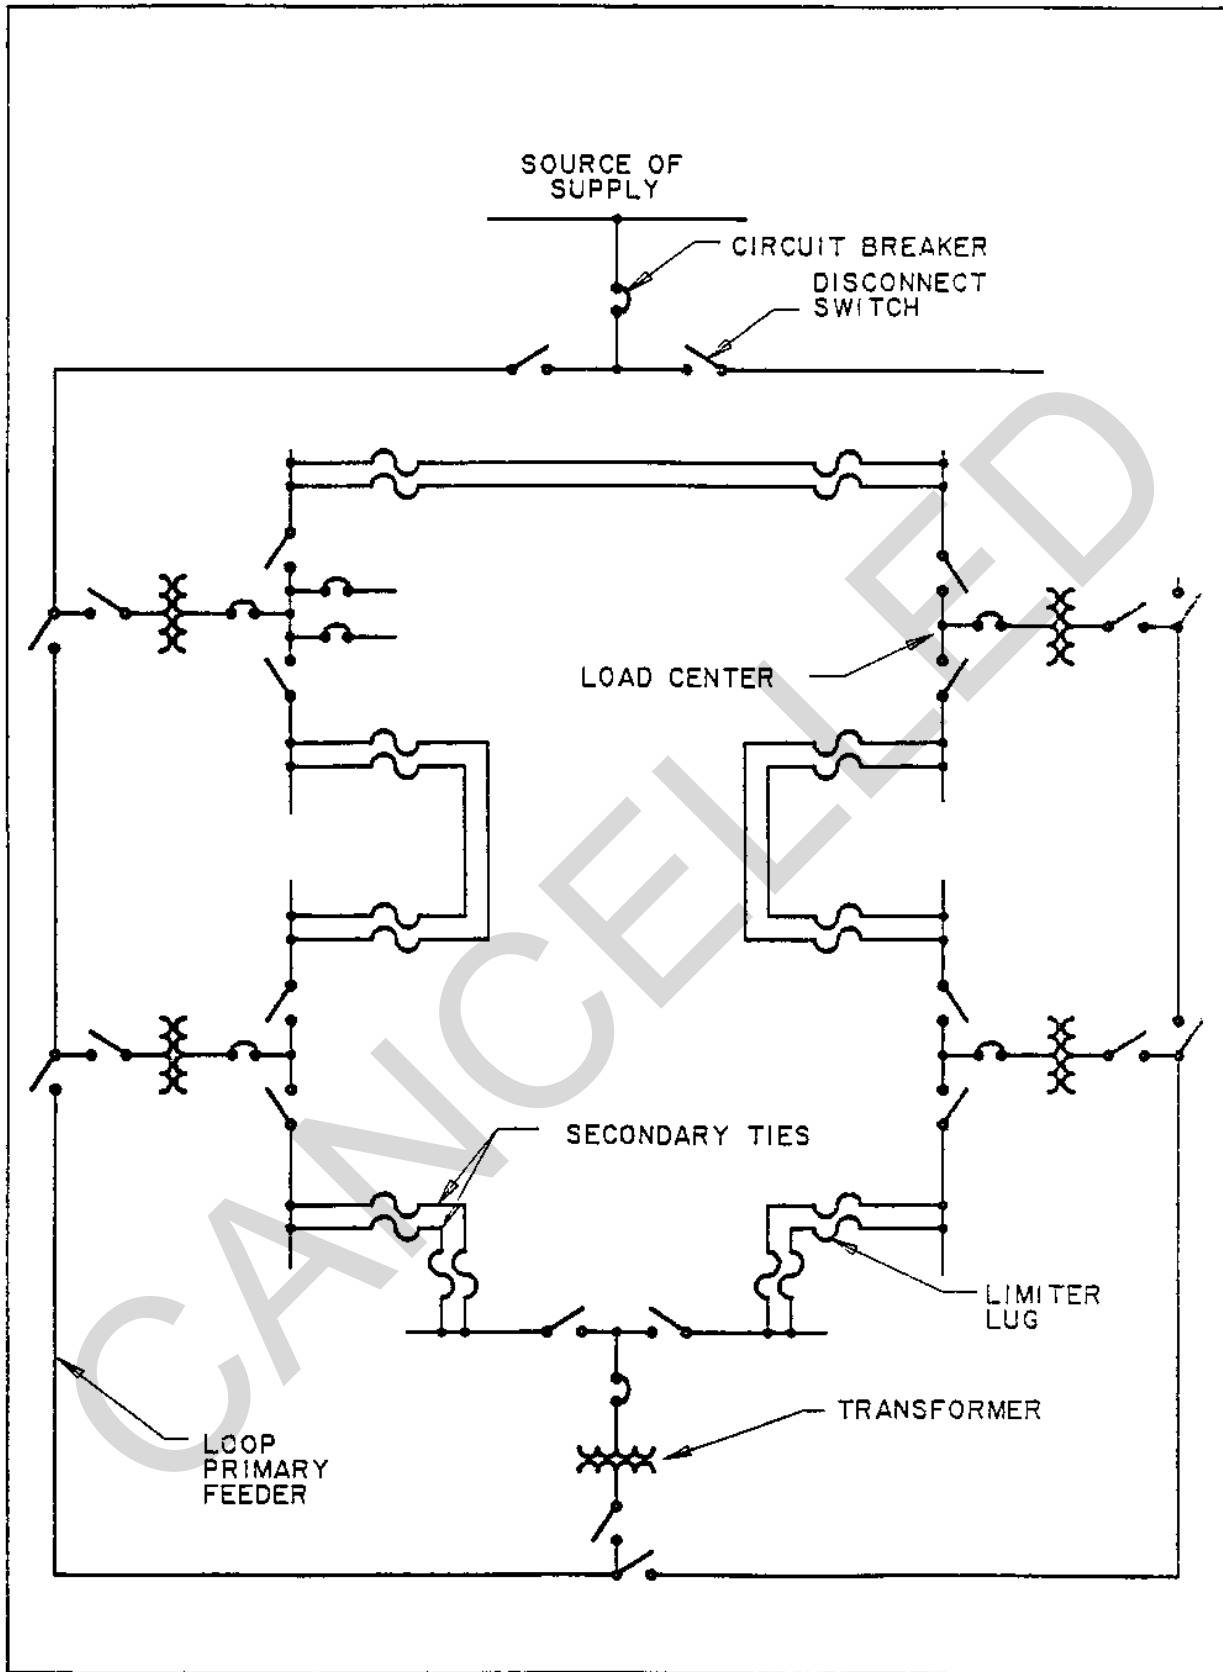 SOURCE OF
SUPPLY
CIRCUIT BREAKER
DISCONNECT
SWITCH
LOAD CENTER
SECONDARY TIES
LIMITER
LUG
TRANSFORMER
LOOP
PRIMARY
FEEDER
CANCELLED